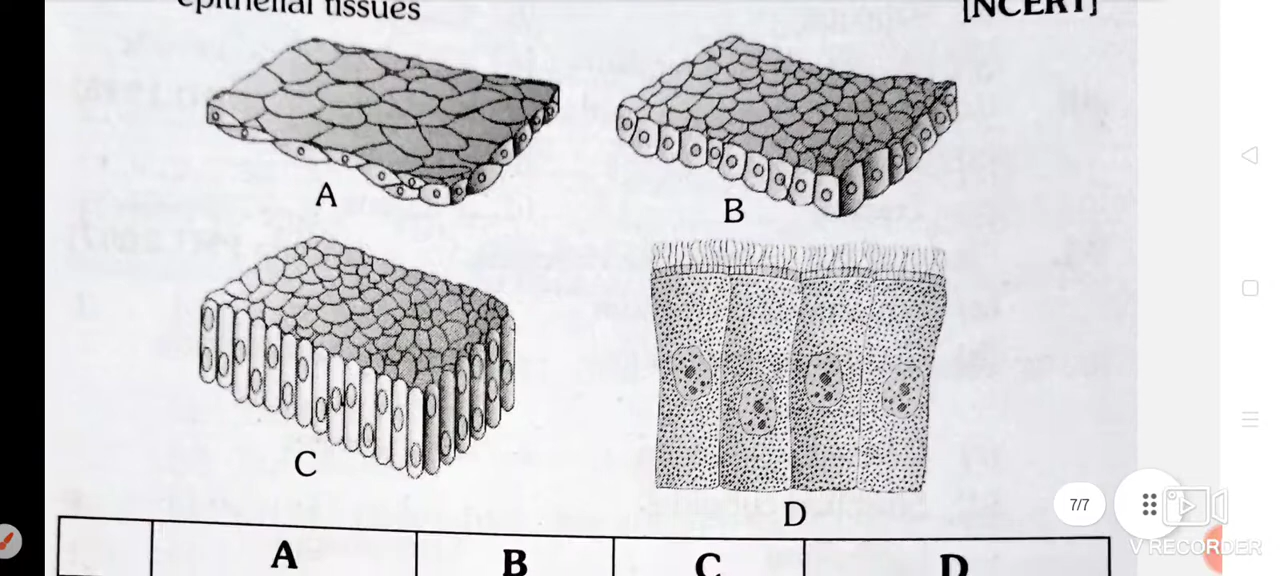 epithelial tissues [NCERT]
A
B
C
D
7/7
V RECORDER
A B C D